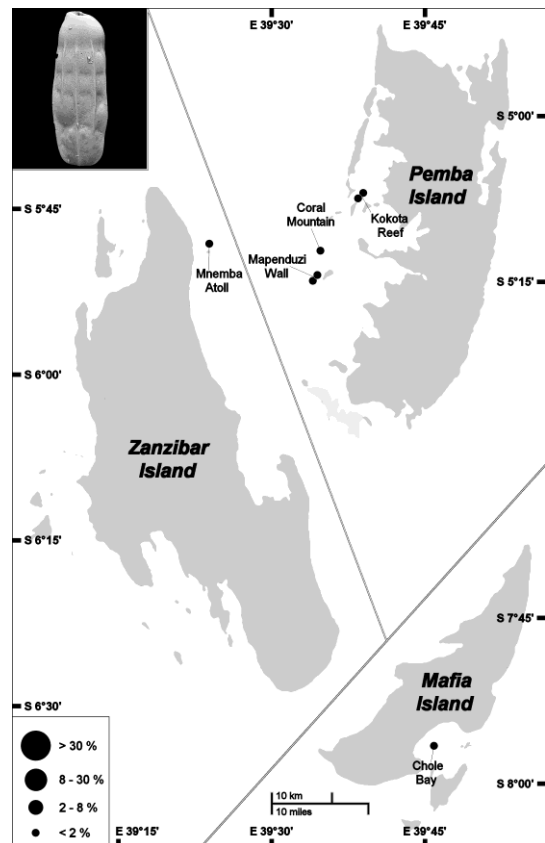 E 39°30'
E 39°45'
S 5°00'
Pemba
Island
Coral
Mountain
Kokota
Reef
S 5°45'
Mapenduzi
Wall
Mnemba
Atoll
S 5°15'
S 6°00'
Zanzibar
Island
S 6°15'
S 7°45'
Mafia
Island
S 6°30'
Chole
Bay
> 30 %
8 - 30 %
2 - 8 %
< 2 %
S 8°00'
10 km
10 miles
E 39°15'
E 39°30'
E 39°45'